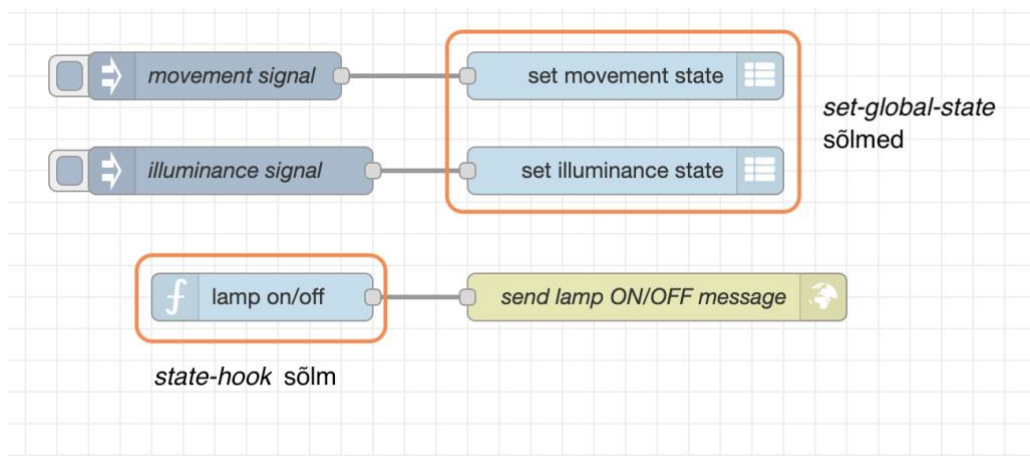 movement signal
set movement state
set-global-state
sõlmed
illuminance signal
set illuminance state
lamp on/off
send lamp ON/OFF message
state-hook sõlm